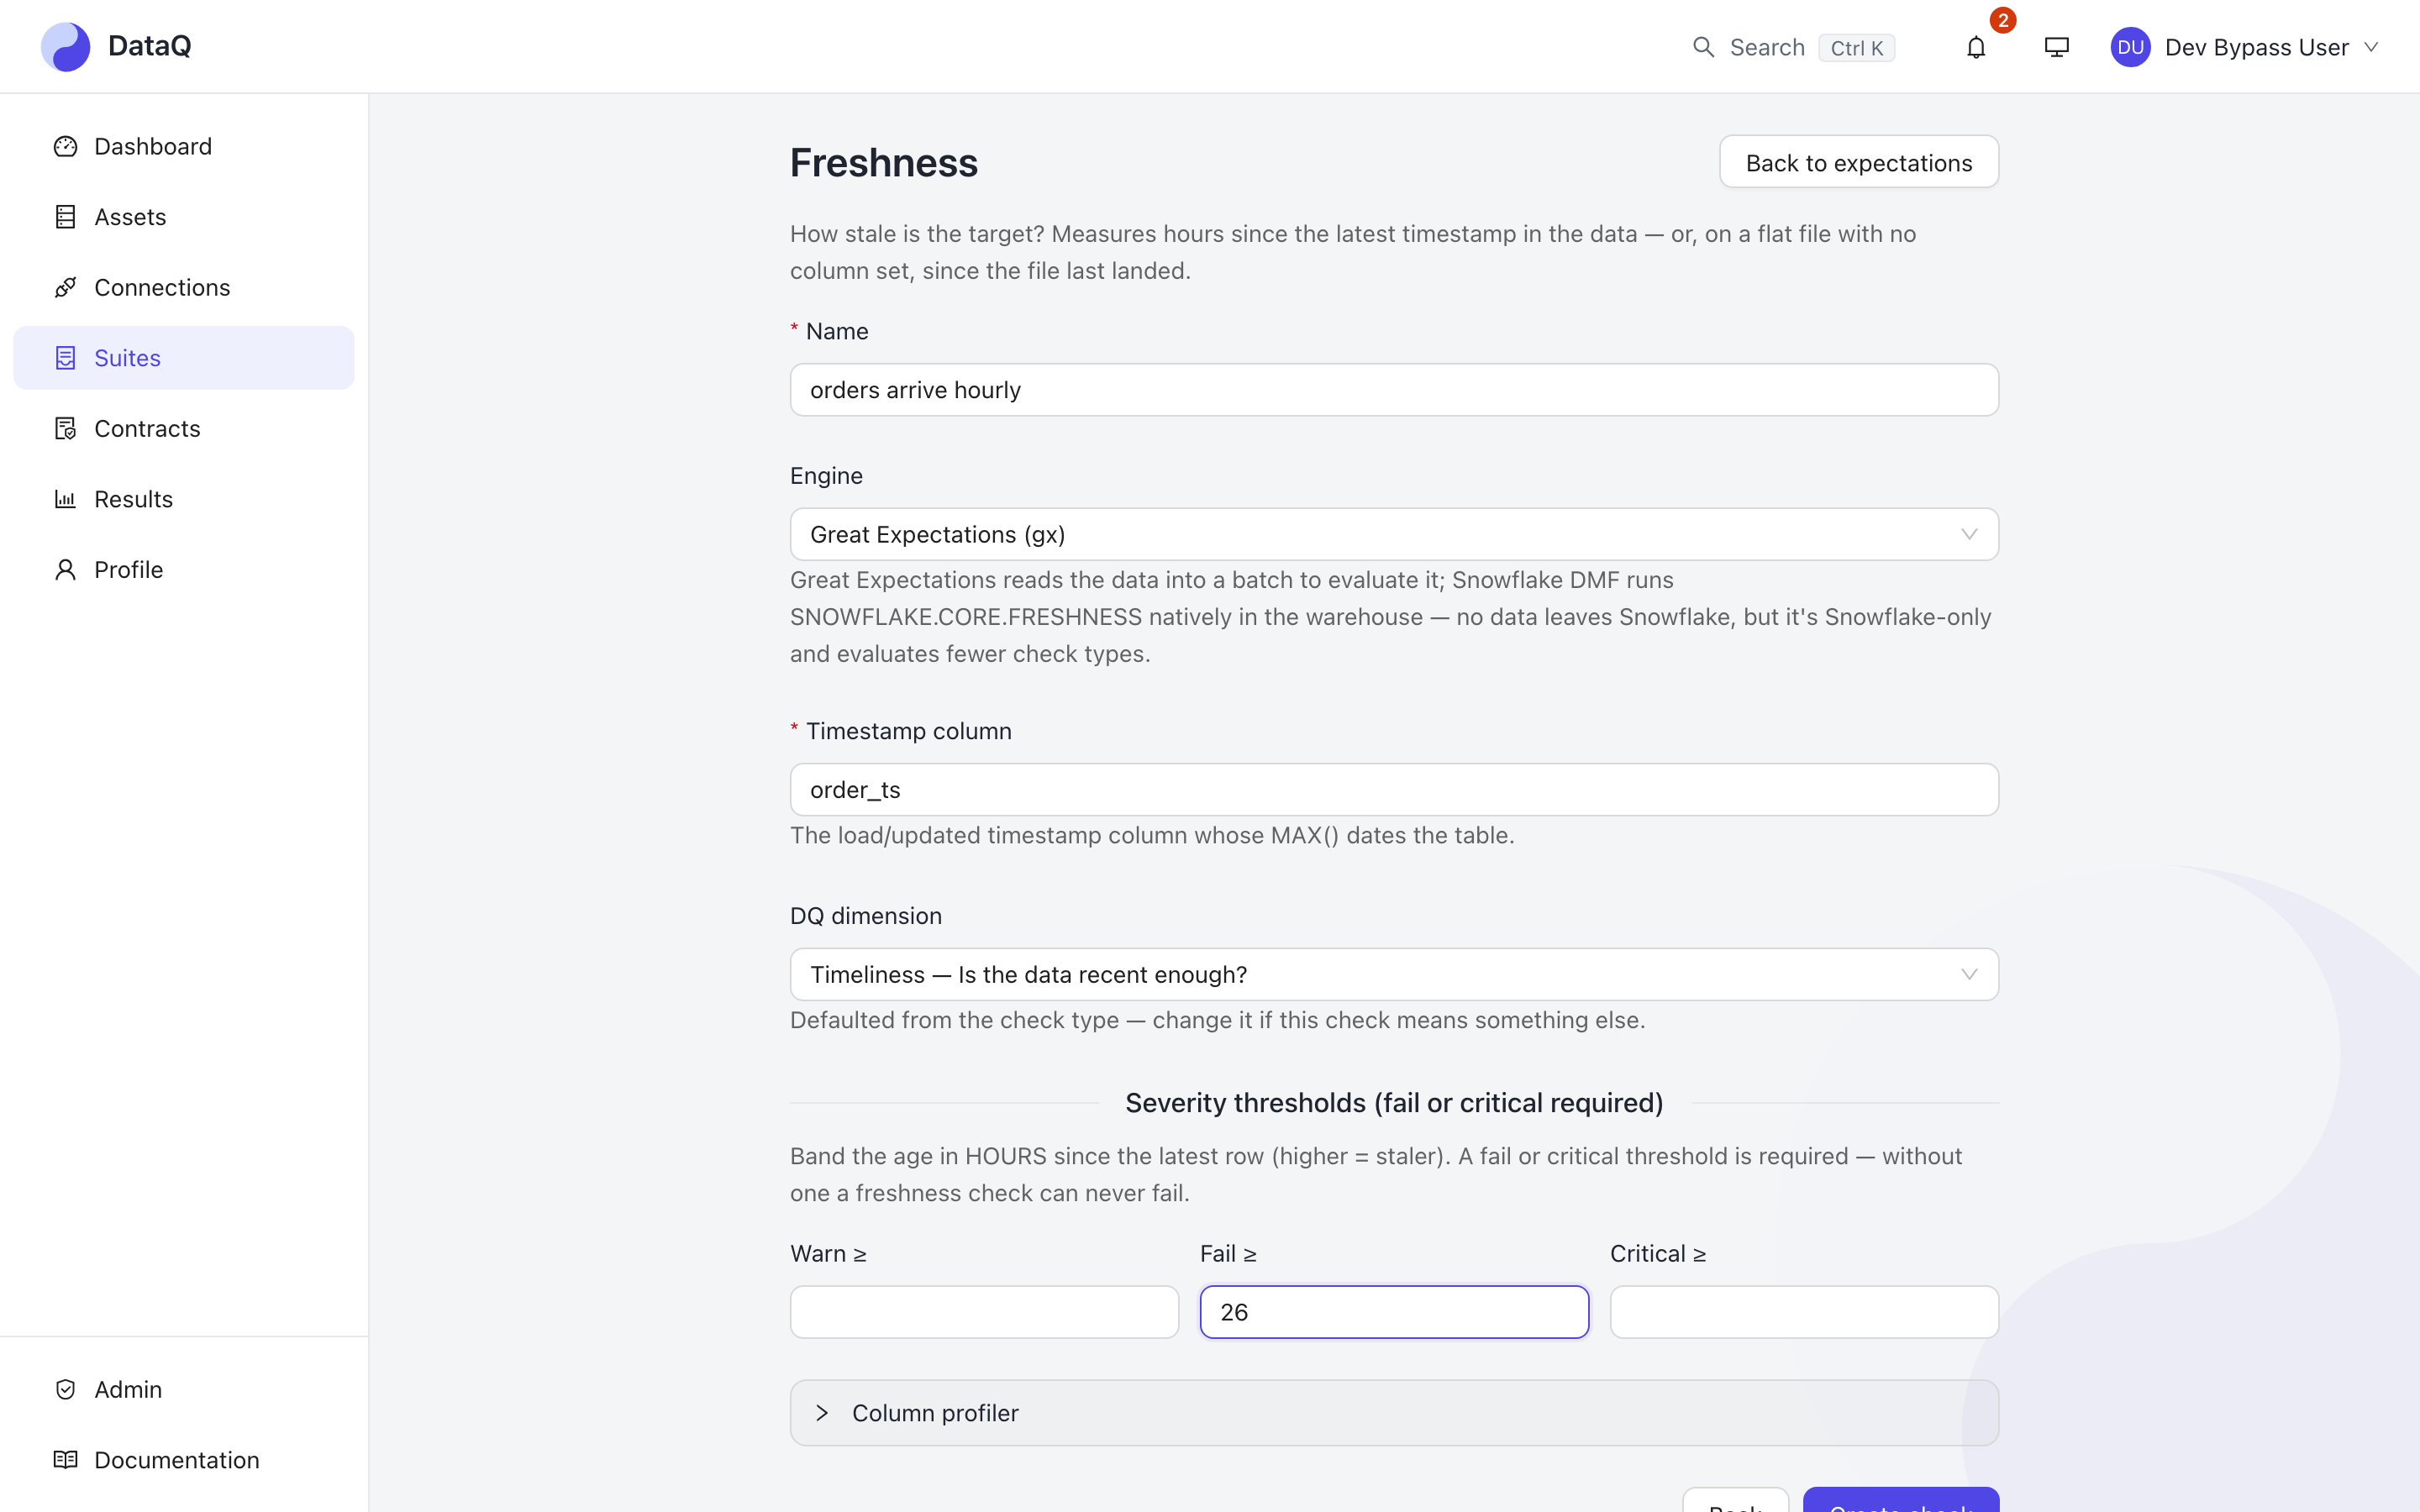 DataQ
Search Ctrl K
2
DU Dev Bypass User
Dashboard
Assets
Connections
Suites
Contracts
Results
Profile
Admin
Documentation
Freshness
Back to expectations
How stale is the target? Measures hours since the latest timestamp in the data — or, on a flat file with no
column set, since the file last landed.
* Name
orders arrive hourly
Engine
Great Expectations (gx)
Great Expectations reads the data into a batch to evaluate it; Snowflake DMF runs
SNOWFLAKE.CORE.FRESHNESS natively in the warehouse — no data leaves Snowflake, but it's Snowflake-only
and evaluates fewer check types.
* Timestamp column
order_ts
The load/updated timestamp column whose MAX() dates the table.
DQ dimension
Timeliness — Is the data recent enough?
Defaulted from the check type — change it if this check means something else.
Severity thresholds (fail or critical required)
Band the age in HOURS since the latest row (higher = staler). A fail or critical threshold is required — without
one a freshness check can never fail.
Warn ≥
Fail ≥
Critical ≥
26
Column profiler
Back
Create check